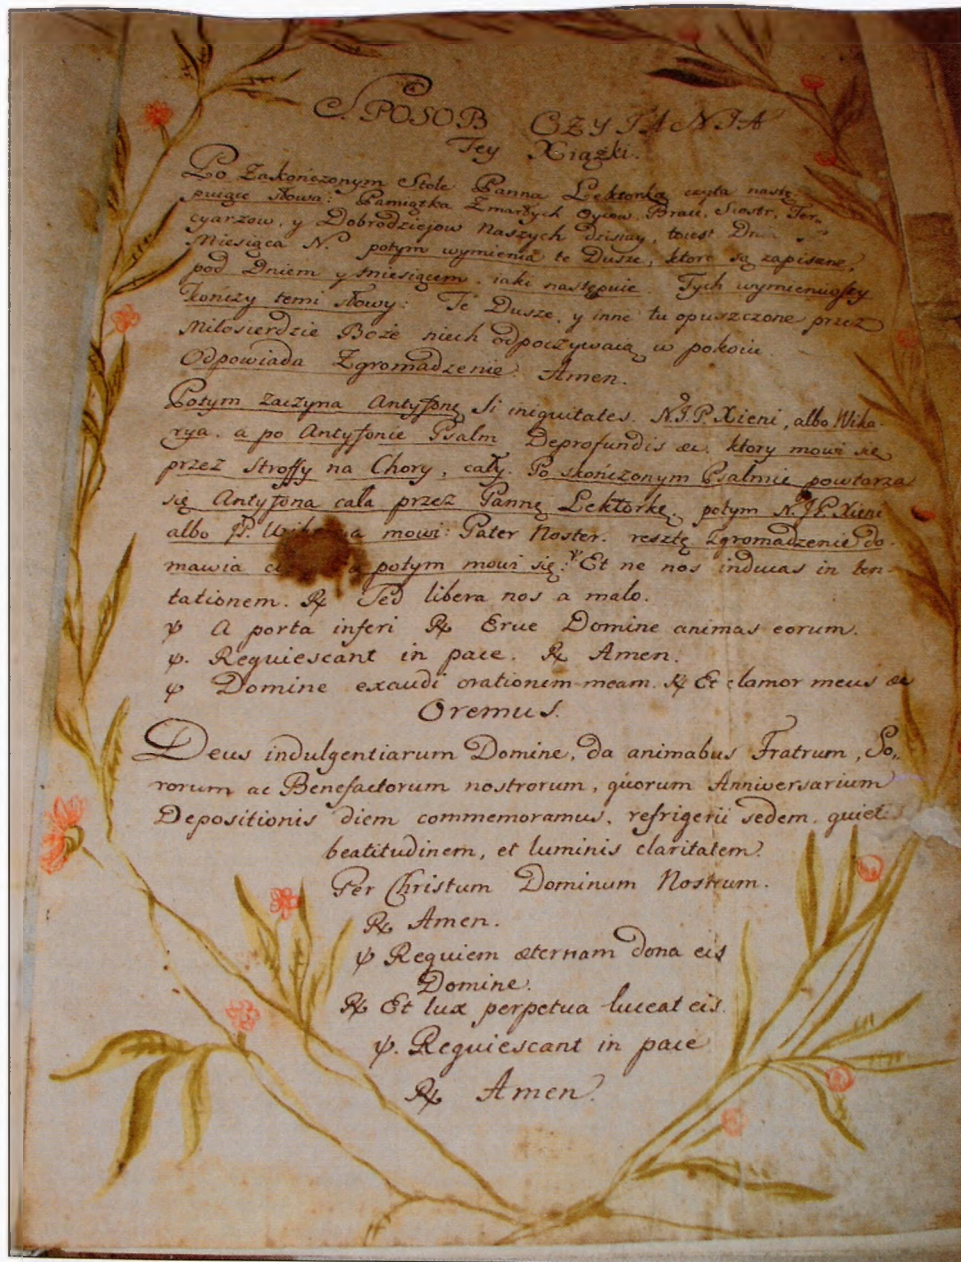 SPOSOB CZYTANIA
Tey Xiązki.
Po Zakończonym Stole Panna Lektorka czyta nastę
puiące słowa: Pamiątka Zmarłych Oycow, Braci, Siostr, Ter„
cyarzow, y Dobrodzieiow Naszych dzisiay, toiest Dnia
Miesiąca N. potym wymienia te Dusze, ktore są zapisane,
pod Dniem y miesiącem, iaki następuie. Tych wymieniwszy
kończy temi słowy: Te Dusze, y inne tu opuszczone przez
Miłosierdzie Boże niech odpoczywaią w pokoiu
Odpowiada Zgromadzenie Amen.
Potym zaczyna Antyfonę Si iniquitates. N.J.P. Xieni, albo Wika„
rya. a po Antyfonie Psalm Deprofundis &c. ktory mowi się
przez Stroffy na Chory, cały. Po skończonym Psalmie powtarza
się Antyfona cała przez Pannę Lektorkę. potym N.J.P. Xieni
albo P. mowi: Pater Noster. resztę Zgromadzenie do„
mawia potym mowi się: ℣ Et ne nos inducas in ten„
tationem. ℟ Sed libera nos a malo.
℣ A porta inferi ℟ Erue Domine animas eorum.
℣. Requiescant in pace. ℟ Amen.
℣ Domine exaudi orationem meam. ℟ Et clamor meus &c
Oremus.
Deus indulgentiarum Domine, da animabus Fratrum, So„
rorum ac Benefactorum nostrorum, quorum Anniversarium
Depositionis diem commemoramus, refrigerii sedem, quiet
beatitudinem, et luminis claritatem.
Per Christum Dominum Nostrum.
℟ Amen.
℣ Requiem æternam dona eis
Domine.
℟ Et lux perpetua luceat eis.
℣. Requiescant in pace
℟ Amen.